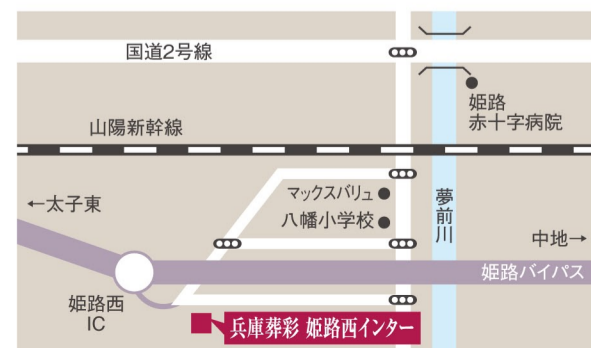 国道2号線
姫路
赤十字病院
山陽新幹線
マックスバリュ
八幡小学校
夢前川
←太子東
中地→
姫路バイパス
姫路西
IC
兵庫葬彩 姫路西インター